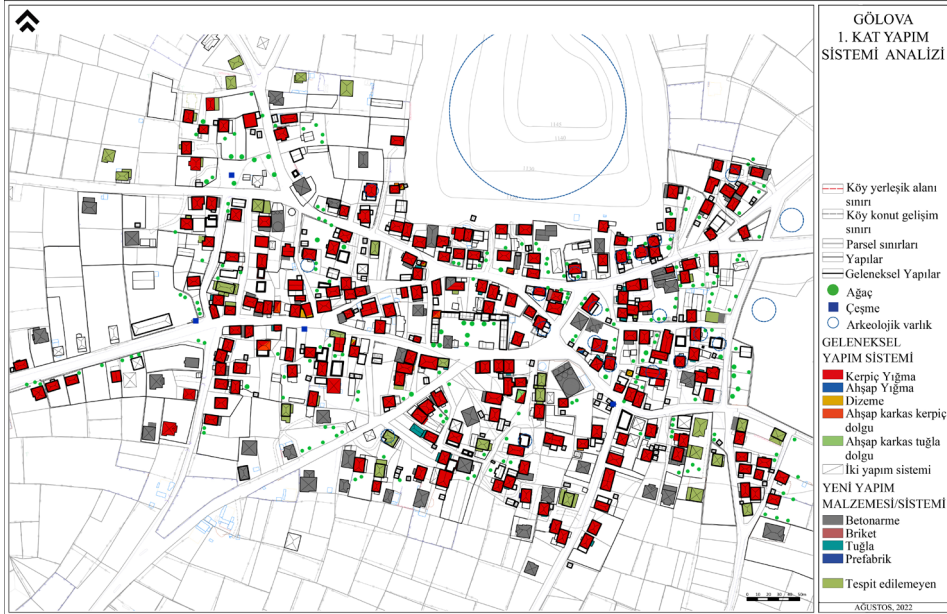 GÖLOVA
1. KAT YAPIM
SİSTEMİ ANALİZİ
Köy yerleşik alanı
sınırı
Köy konut gelişim
sınırı
Parsel sınırları
Yapılar
Geleneksel Yapılar
Ağaç
Çeşme
Arkeolojik varlık
GELENEKSEL
YAPIM SİSTEMİ
Kerpiç Yığma
Ahşap Yığma
Dizeme
Ahşap karkas kerpiç
dolgu
Ahşap karkas tuğla
dolgu
İki yapım sistemi
YENİ YAPIM
MALZEMESİ/SİSTEMİ
Betonarme
Briket
Tuğla
Prefabrik
Tespit edilemeyen
AĞUSTOS, 2022